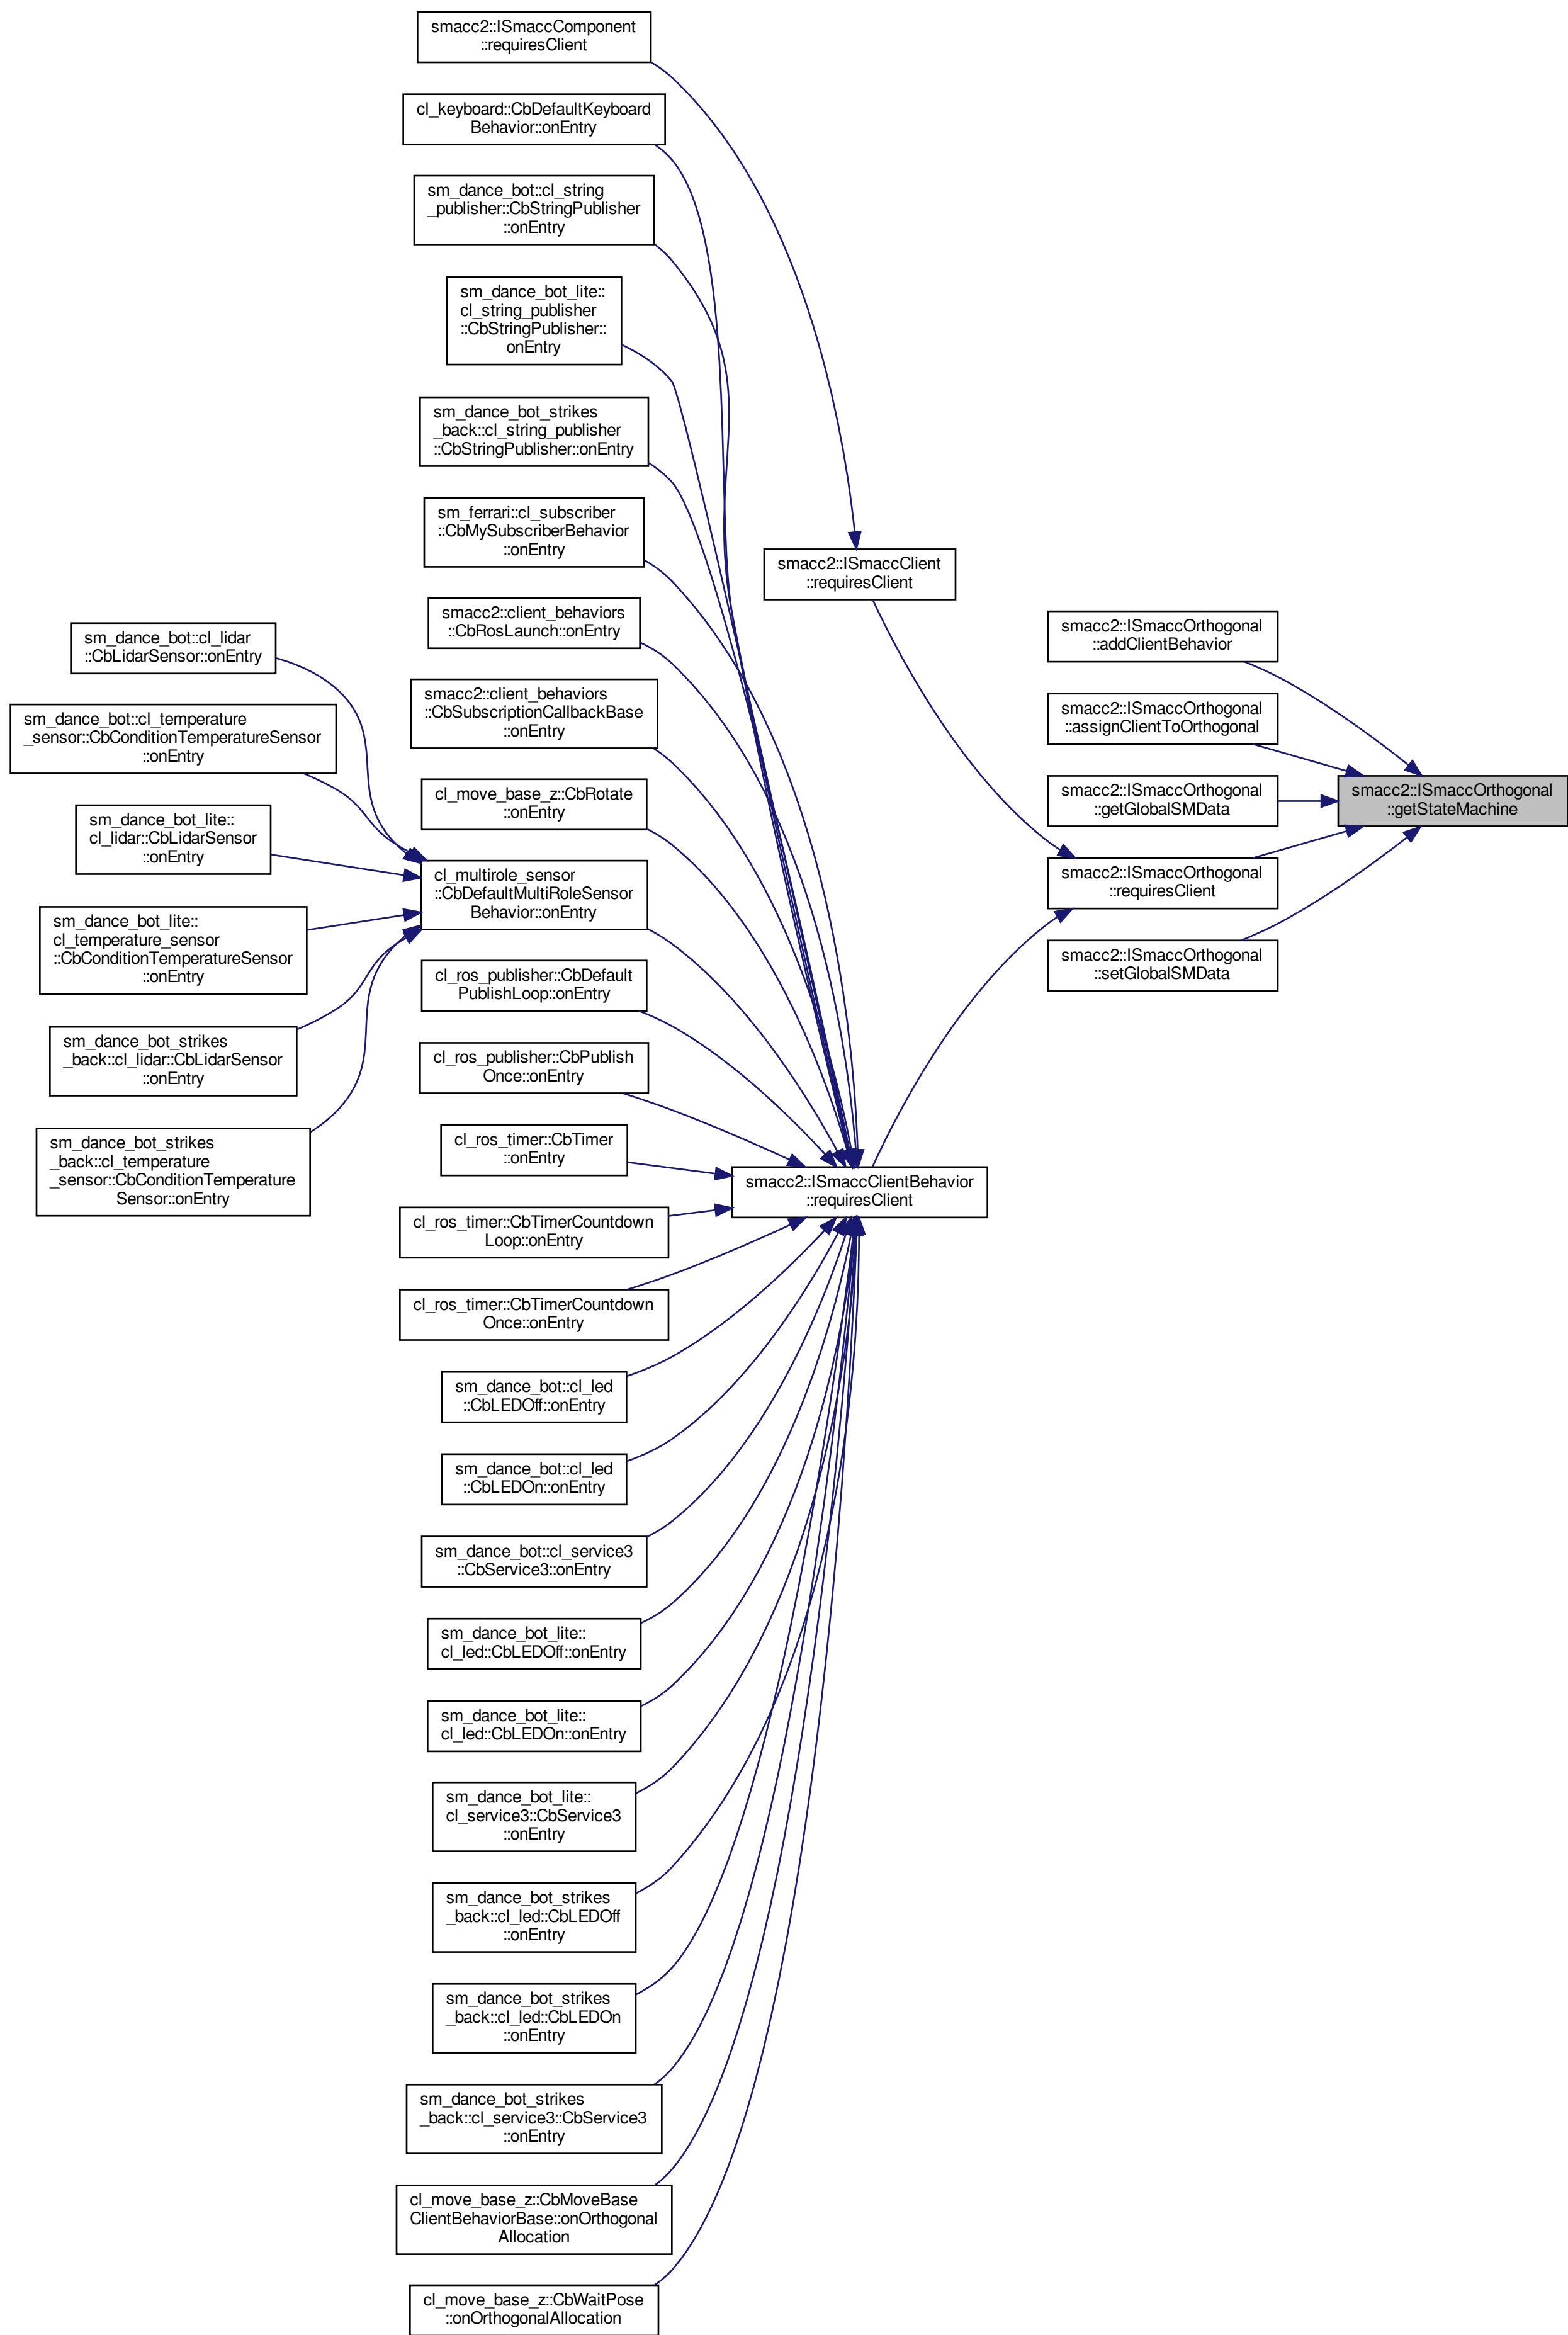 smacc2::ISmaccComponent
::requiresClient
cl_keyboard::CbDefaultKeyboard
Behavior::onEntry
sm_dance_bot::cl_string
_publisher::CbStringPublisher
::onEntry
sm_dance_bot_lite::
cl_string_publisher
::CbStringPublisher::
onEntry
sm_dance_bot_strikes
_back::cl_string_publisher
::CbStringPublisher::onEntry
sm_ferrari::cl_subscriber
::CbMySubscriberBehavior
::onEntry
smacc2::client_behaviors
::CbRosLaunch::onEntry
smacc2::client_behaviors
::CbSubscriptionCallbackBase
::onEntry
cl_move_base_z::CbRotate
::onEntry
cl_multirole_sensor
::CbDefaultMultiRoleSensor
Behavior::onEntry
cl_ros_publisher::CbDefault
PublishLoop::onEntry
cl_ros_publisher::CbPublish
Once::onEntry
cl_ros_timer::CbTimer
::onEntry
cl_ros_timer::CbTimerCountdown
Loop::onEntry
cl_ros_timer::CbTimerCountdown
Once::onEntry
sm_dance_bot::cl_led
::CbLEDOff::onEntry
sm_dance_bot::cl_led
::CbLEDOn::onEntry
sm_dance_bot::cl_service3
::CbService3::onEntry
sm_dance_bot_lite::
cl_led::CbLEDOff::onEntry
sm_dance_bot_lite::
cl_led::CbLEDOn::onEntry
sm_dance_bot_lite::
cl_service3::CbService3
::onEntry
sm_dance_bot_strikes
_back::cl_led::CbLEDOff
::onEntry
sm_dance_bot_strikes
_back::cl_led::CbLEDOn
::onEntry
sm_dance_bot_strikes
_back::cl_service3::CbService3
::onEntry
cl_move_base_z::CbMoveBase
ClientBehaviorBase::onOrthogonal
Allocation
cl_move_base_z::CbWaitPose
::onOrthogonalAllocation
sm_dance_bot::cl_lidar
::CbLidarSensor::onEntry
sm_dance_bot::cl_temperature
_sensor::CbConditionTemperatureSensor
::onEntry
sm_dance_bot_lite::
cl_lidar::CbLidarSensor
::onEntry
sm_dance_bot_lite::
cl_temperature_sensor
::CbConditionTemperatureSensor
::onEntry
sm_dance_bot_strikes
_back::cl_lidar::CbLidarSensor
::onEntry
sm_dance_bot_strikes
_back::cl_temperature
_sensor::CbConditionTemperature
Sensor::onEntry
smacc2::ISmaccClient
::requiresClient
smacc2::ISmaccClientBehavior
::requiresClient
smacc2::ISmaccOrthogonal
::addClientBehavior
smacc2::ISmaccOrthogonal
::assignClientToOrthogonal
smacc2::ISmaccOrthogonal
::getGlobalSMData
smacc2::ISmaccOrthogonal
::requiresClient
smacc2::ISmaccOrthogonal
::setGlobalSMData
smacc2::ISmaccOrthogonal
::getStateMachine